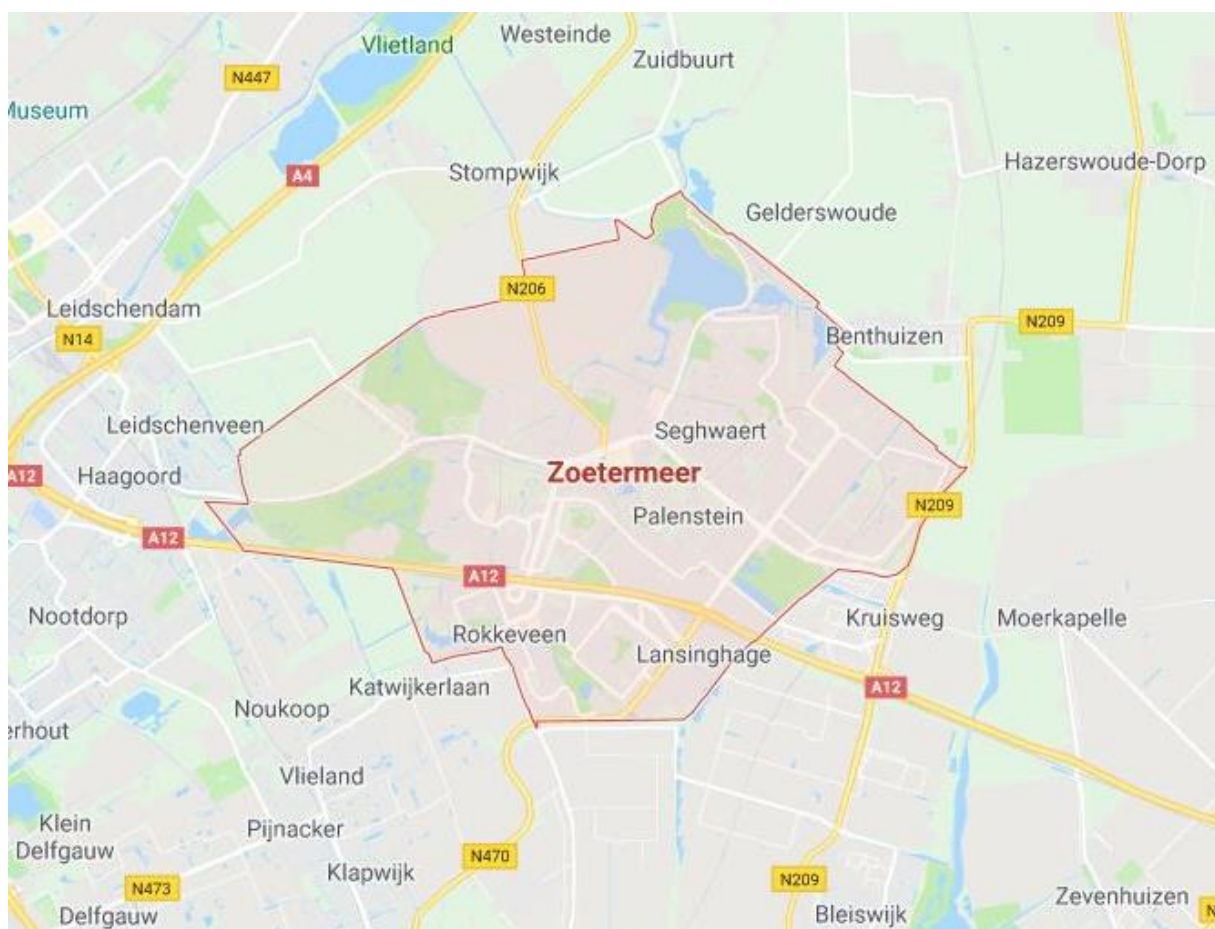 Westeinde
Vlietland
Zuidbuurt
N447
Museum
Hazerswoude-Dorp
Stompwijk
A4
Gelderswoude
N206
Leidschendam
N209
N14
Benthuizen
Leidschenveen
Seghwaert
Zoetermeer
A12
Haagoord
N209
Palenstein
A12
A12
Nootdorp
Kruisweg
Moerkapelle
Rokkeveen
Lansinghage
Katwijkerlaan
A12
Noukoop
erhout
Vlieland
Klein
Delfgauw
Pijnacker
N470
Klapwijk
N473
N209
Zevenhuizen
Delfgauw
Bleiswijk
N